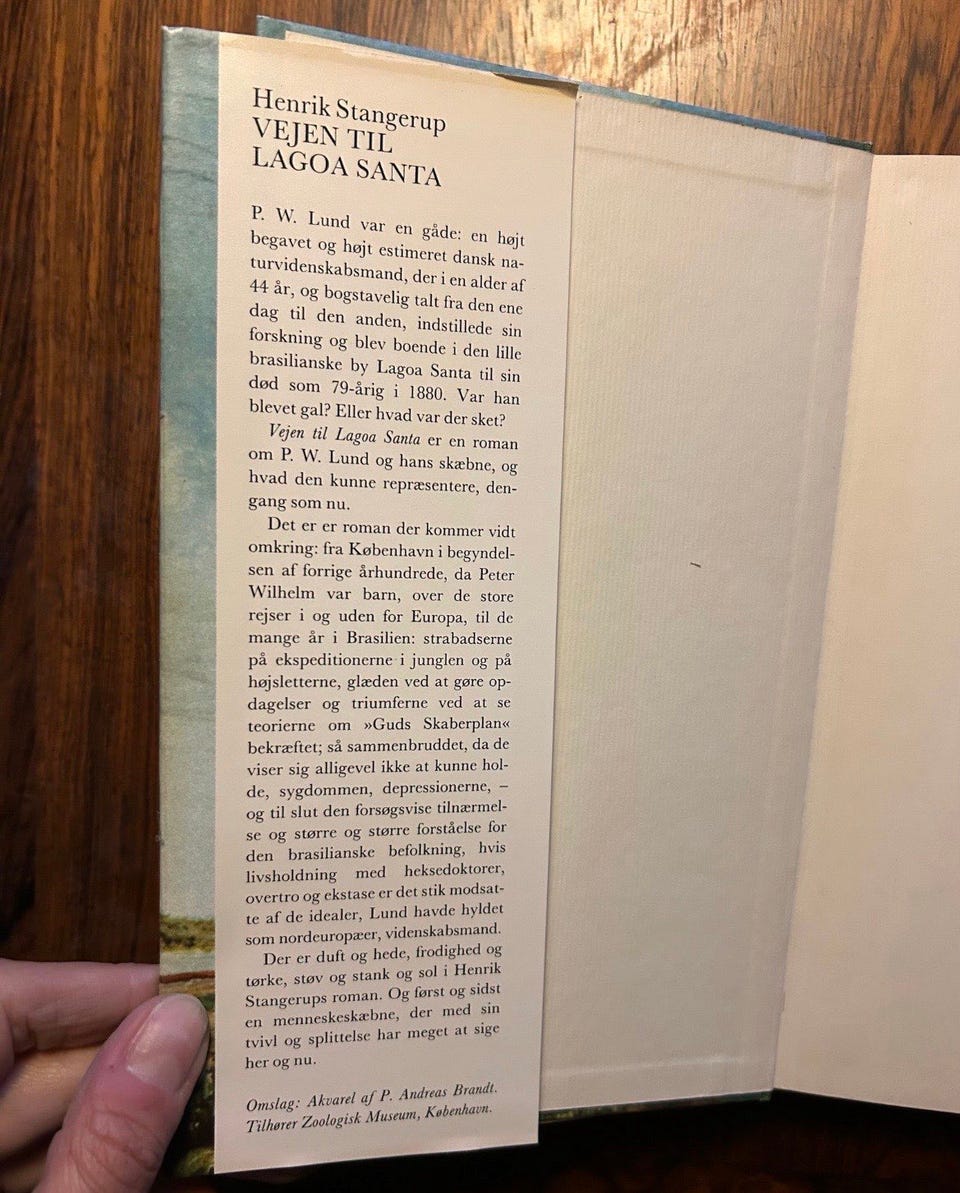 Henrik Stangerup
VEJEN TIL
LAGOA SANTA
P. W. Lund var en gåde: en højt
begavet og højt estimeret dansk na-
turvidenskabsmand, der i en alder af
44 år, og bogstavelig talt fra den ene
dag til den anden, indstillede sin
forskning og blev boende i den lille
brasilianske by Lagoa Santa til sin
død som 79-årig i 1880. Var han
blevet gal? Eller hvad var der sket?
Vejen til Lagoa Santa er en roman
om P. W. Lund og hans skæbne, og
hvad den kunne repræsentere, den-
gang som nu.
Det er er roman der kommer vidt
omkring: fra København i begyndel-
sen af forrige århundrede, da Peter
Wilhelm var barn, over de store
rejser i og uden for Europa, til de
mange år i Brasilien: strabadserne
på ekspeditionerne i junglen og på
højsletterne, glæden ved at gøre op-
dagelser og triumferne ved at se
teorierne om »Guds Skaberplan«
bekræftet; så sammenbruddet, da de
viser sig alligevel ikke at kunne hol-
de, sygdommen, depressionerne, –
og til slut den forsøgsvise tilnærmel-
se og større og større forståelse for
den brasilianske befolkning, hvis
livsholdning med heksedoktorer,
overtro og ekstase er det stik modsat-
te af de idealer, Lund havde hyldet
som nordeuropæer, videnskabsmand.
Der er duft og hede, frodighed og
tørke, støv og stank og sol i Henrik
Stangerups roman. Og først og sidst
en menneskeskæbne, der med sin
tvivl og splittelse har meget at sige
her og nu.
Omslag: Akvarel af P. Andreas Brandt.
Tilhører Zoologisk Museum, København.